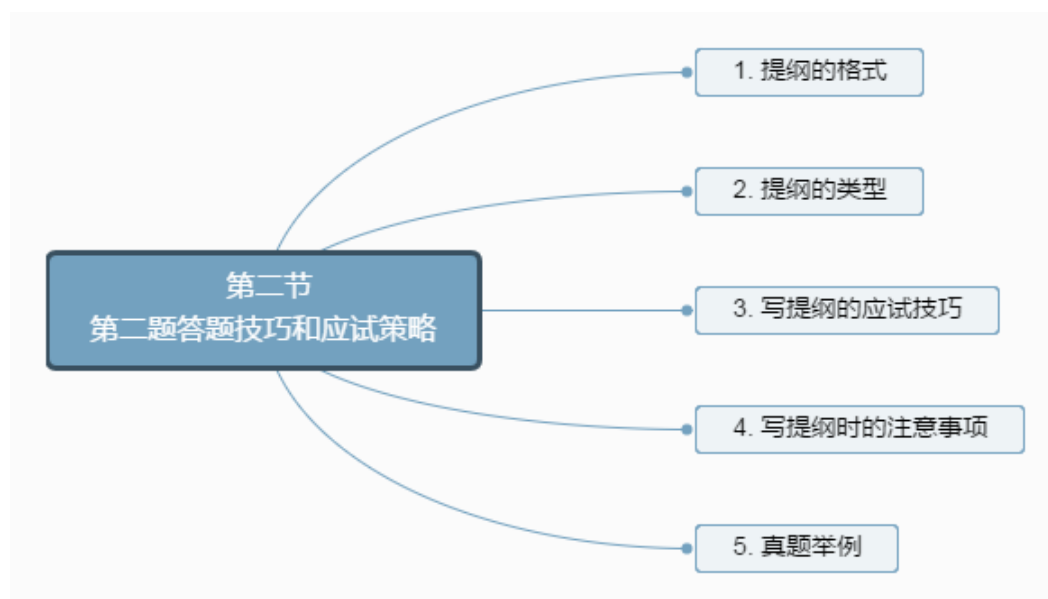 第二节
第二题答题技巧和应试策略
1. 提纲的格式
2. 提纲的类型
3. 写提纲的应试技巧
4. 写提纲时的注意事项
5. 真题举例